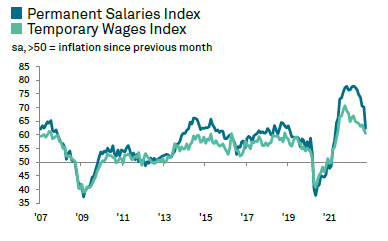 Permanent Salaries Index
Temporary Wages Index
sa, >50 = inflation since previous month
85
80
75
70
65
60
55
50
45
40
35
'07 '09 '11 '13 '15 '17 '19 '21